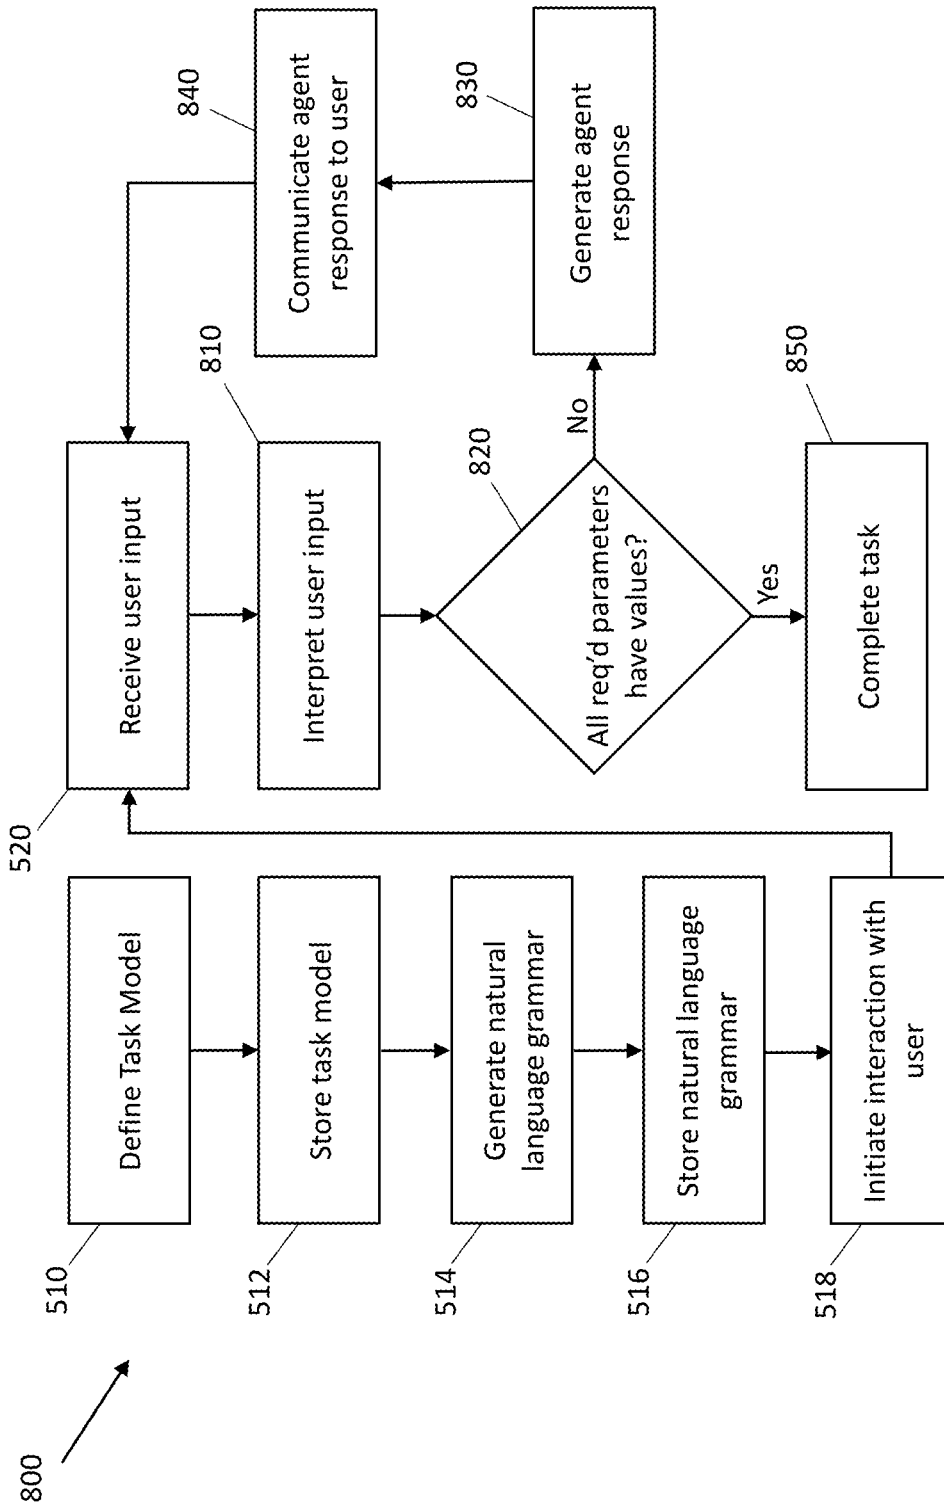 800
510
Define Task Model
512
Store task model
514
Generate natural
language grammar
516
Store natural language
grammar
518
Initiate interaction with
user
520
Receive user input
810
Interpret user input
820
All req'd parameters
have values?
No
Yes
830
Generate agent
response
840
Communicate agent
response to user
850
Complete task